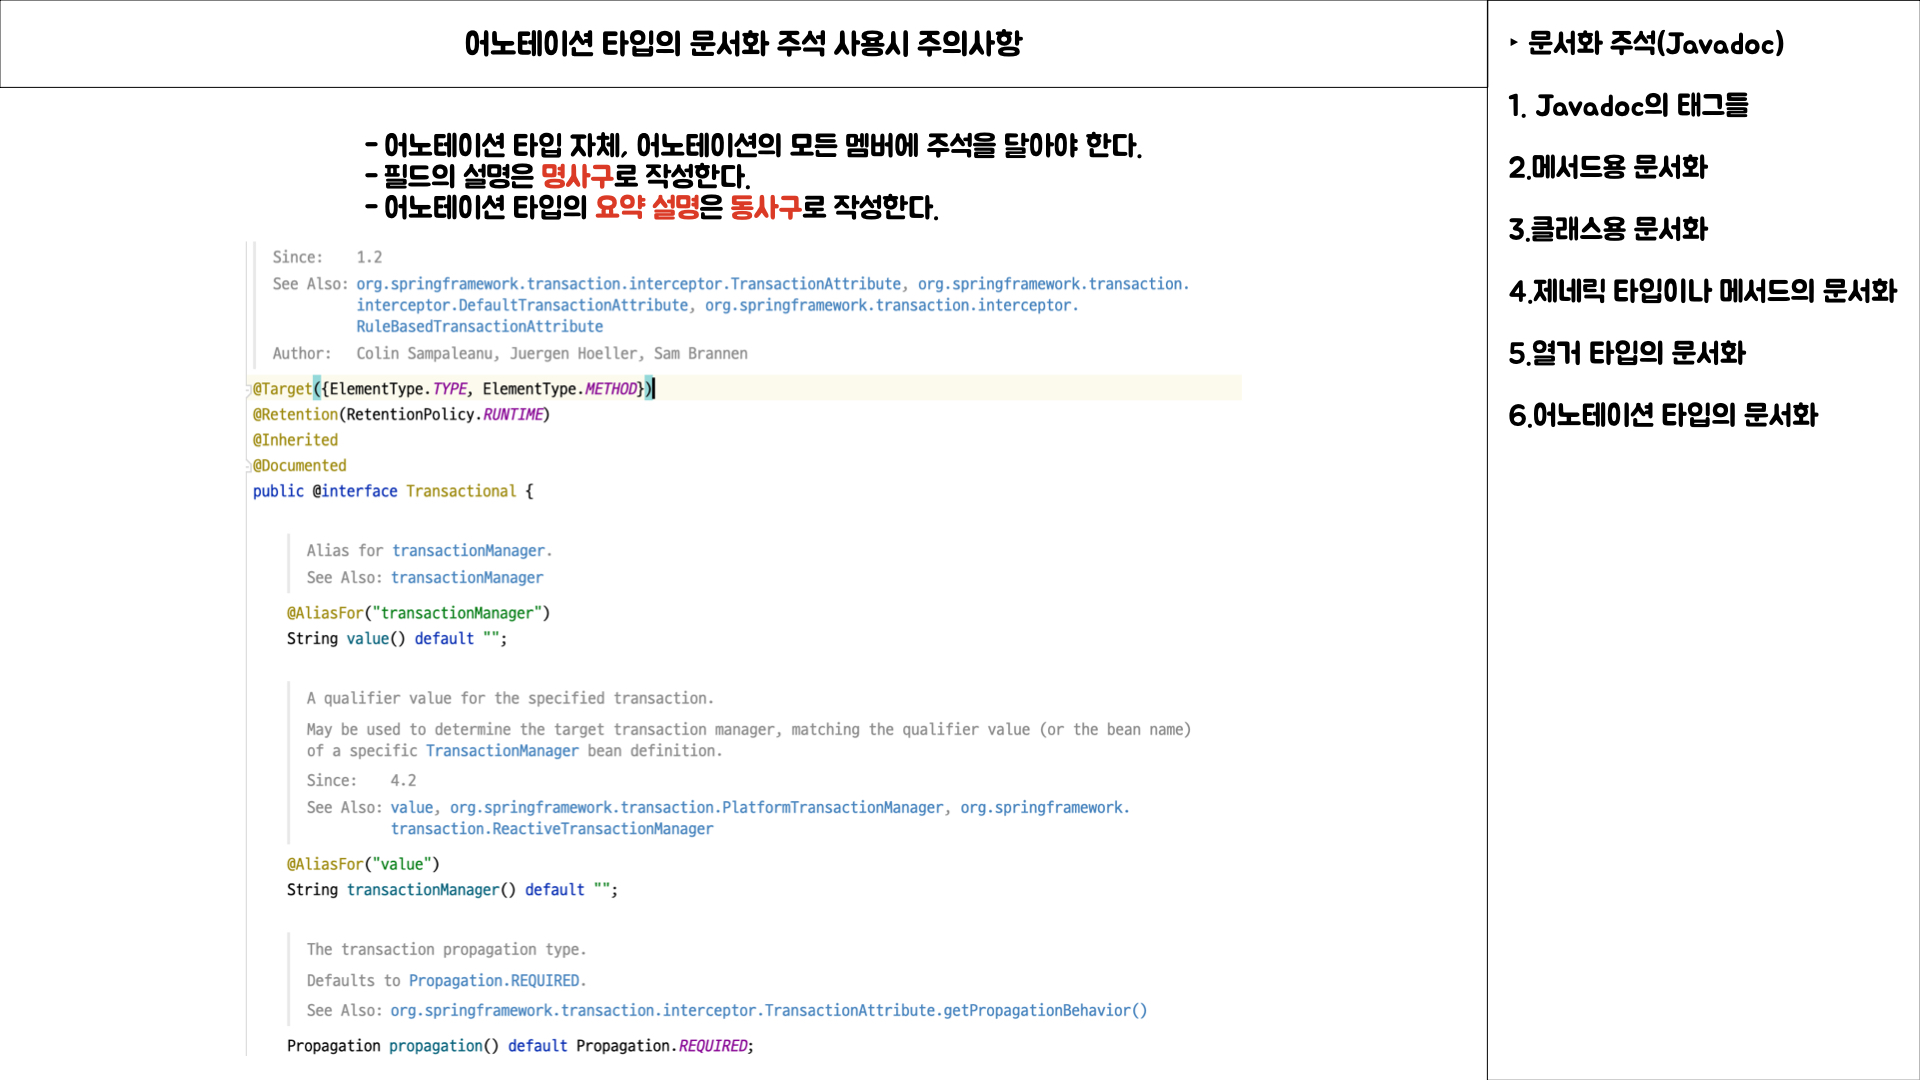 어노테이션 타입의 문서화 주석 사용시 주의사항
- 어노테이션 타입 자체, 어노테이션의 모든 멤버에 주석을 달아야 한다.
- 필드의 설명은 명사구로 작성한다.
- 어노테이션 타입의 요약 설명은 동사구로 작성한다.
Since: 1.2
See Also: org.springframework.transaction.interceptor.TransactionAttribute, org.springframework.transaction.
interceptor.DefaultTransactionAttribute, org.springframework.transaction.interceptor.
RuleBasedTransactionAttribute
Author: Colin Sampaleanu, Juergen Hoeller, Sam Brannen
@Target({ElementType.TYPE, ElementType.METHOD})
@Retention(RetentionPolicy.RUNTIME)
@Inherited
@Documented
public @interface Transactional {
Alias for transactionManager.
See Also: transactionManager
@AliasFor("transactionManager")
String value() default "";
A qualifier value for the specified transaction.
May be used to determine the target transaction manager, matching the qualifier value (or the bean name)
of a specific TransactionManager bean definition.
Since: 4.2
See Also: value, org.springframework.transaction.PlatformTransactionManager, org.springframework.
transaction.ReactiveTransactionManager
@AliasFor("value")
String transactionManager() default "";
The transaction propagation type.
Defaults to Propagation.REQUIRED.
See Also: org.springframework.transaction.interceptor.TransactionAttribute.getPropagationBehavior()
Propagation propagation() default Propagation.REQUIRED;
‣ 문서화 주석(Javadoc)
1. Javadoc의 태그들
2.메서드용 문서화
3.클래스용 문서화
4.제네릭 타입이나 메서드의 문서화
5.열거 타입의 문서화
6.어노테이션 타입의 문서화